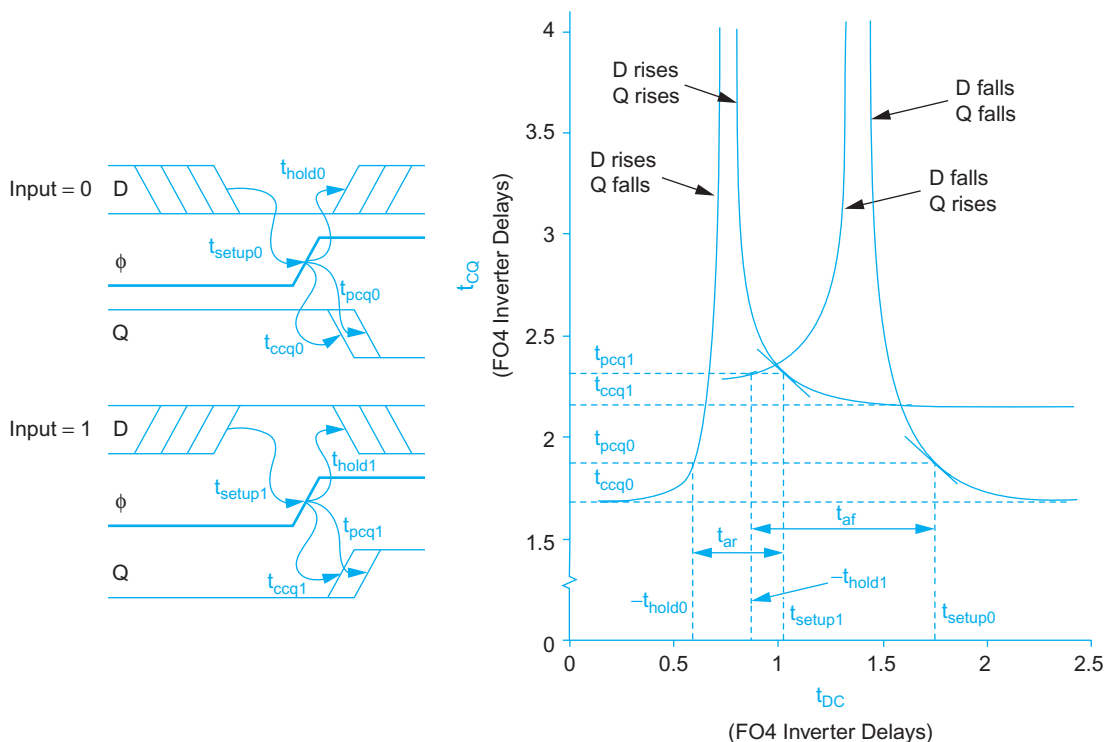 Input = 0
D
t_hold0
t_setup0
ϕ
t_pcq0
Q
t_ccq0
Input = 1
D
t_hold1
t_setup1
ϕ
t_pcq1
Q
t_ccq1
t_CQ
(FO4 Inverter Delays)
4
3.5
3
2.5
2
1.5
0
t_pcq1
t_ccq1
t_pcq0
t_ccq0
D rises
Q rises
D falls
Q falls
D rises
Q falls
D falls
Q rises
t_ar
t_af
–t_hold0
–t_hold1
t_setup1
t_setup0
0
0.5
1
1.5
2
2.5
t_DC
(FO4 Inverter Delays)